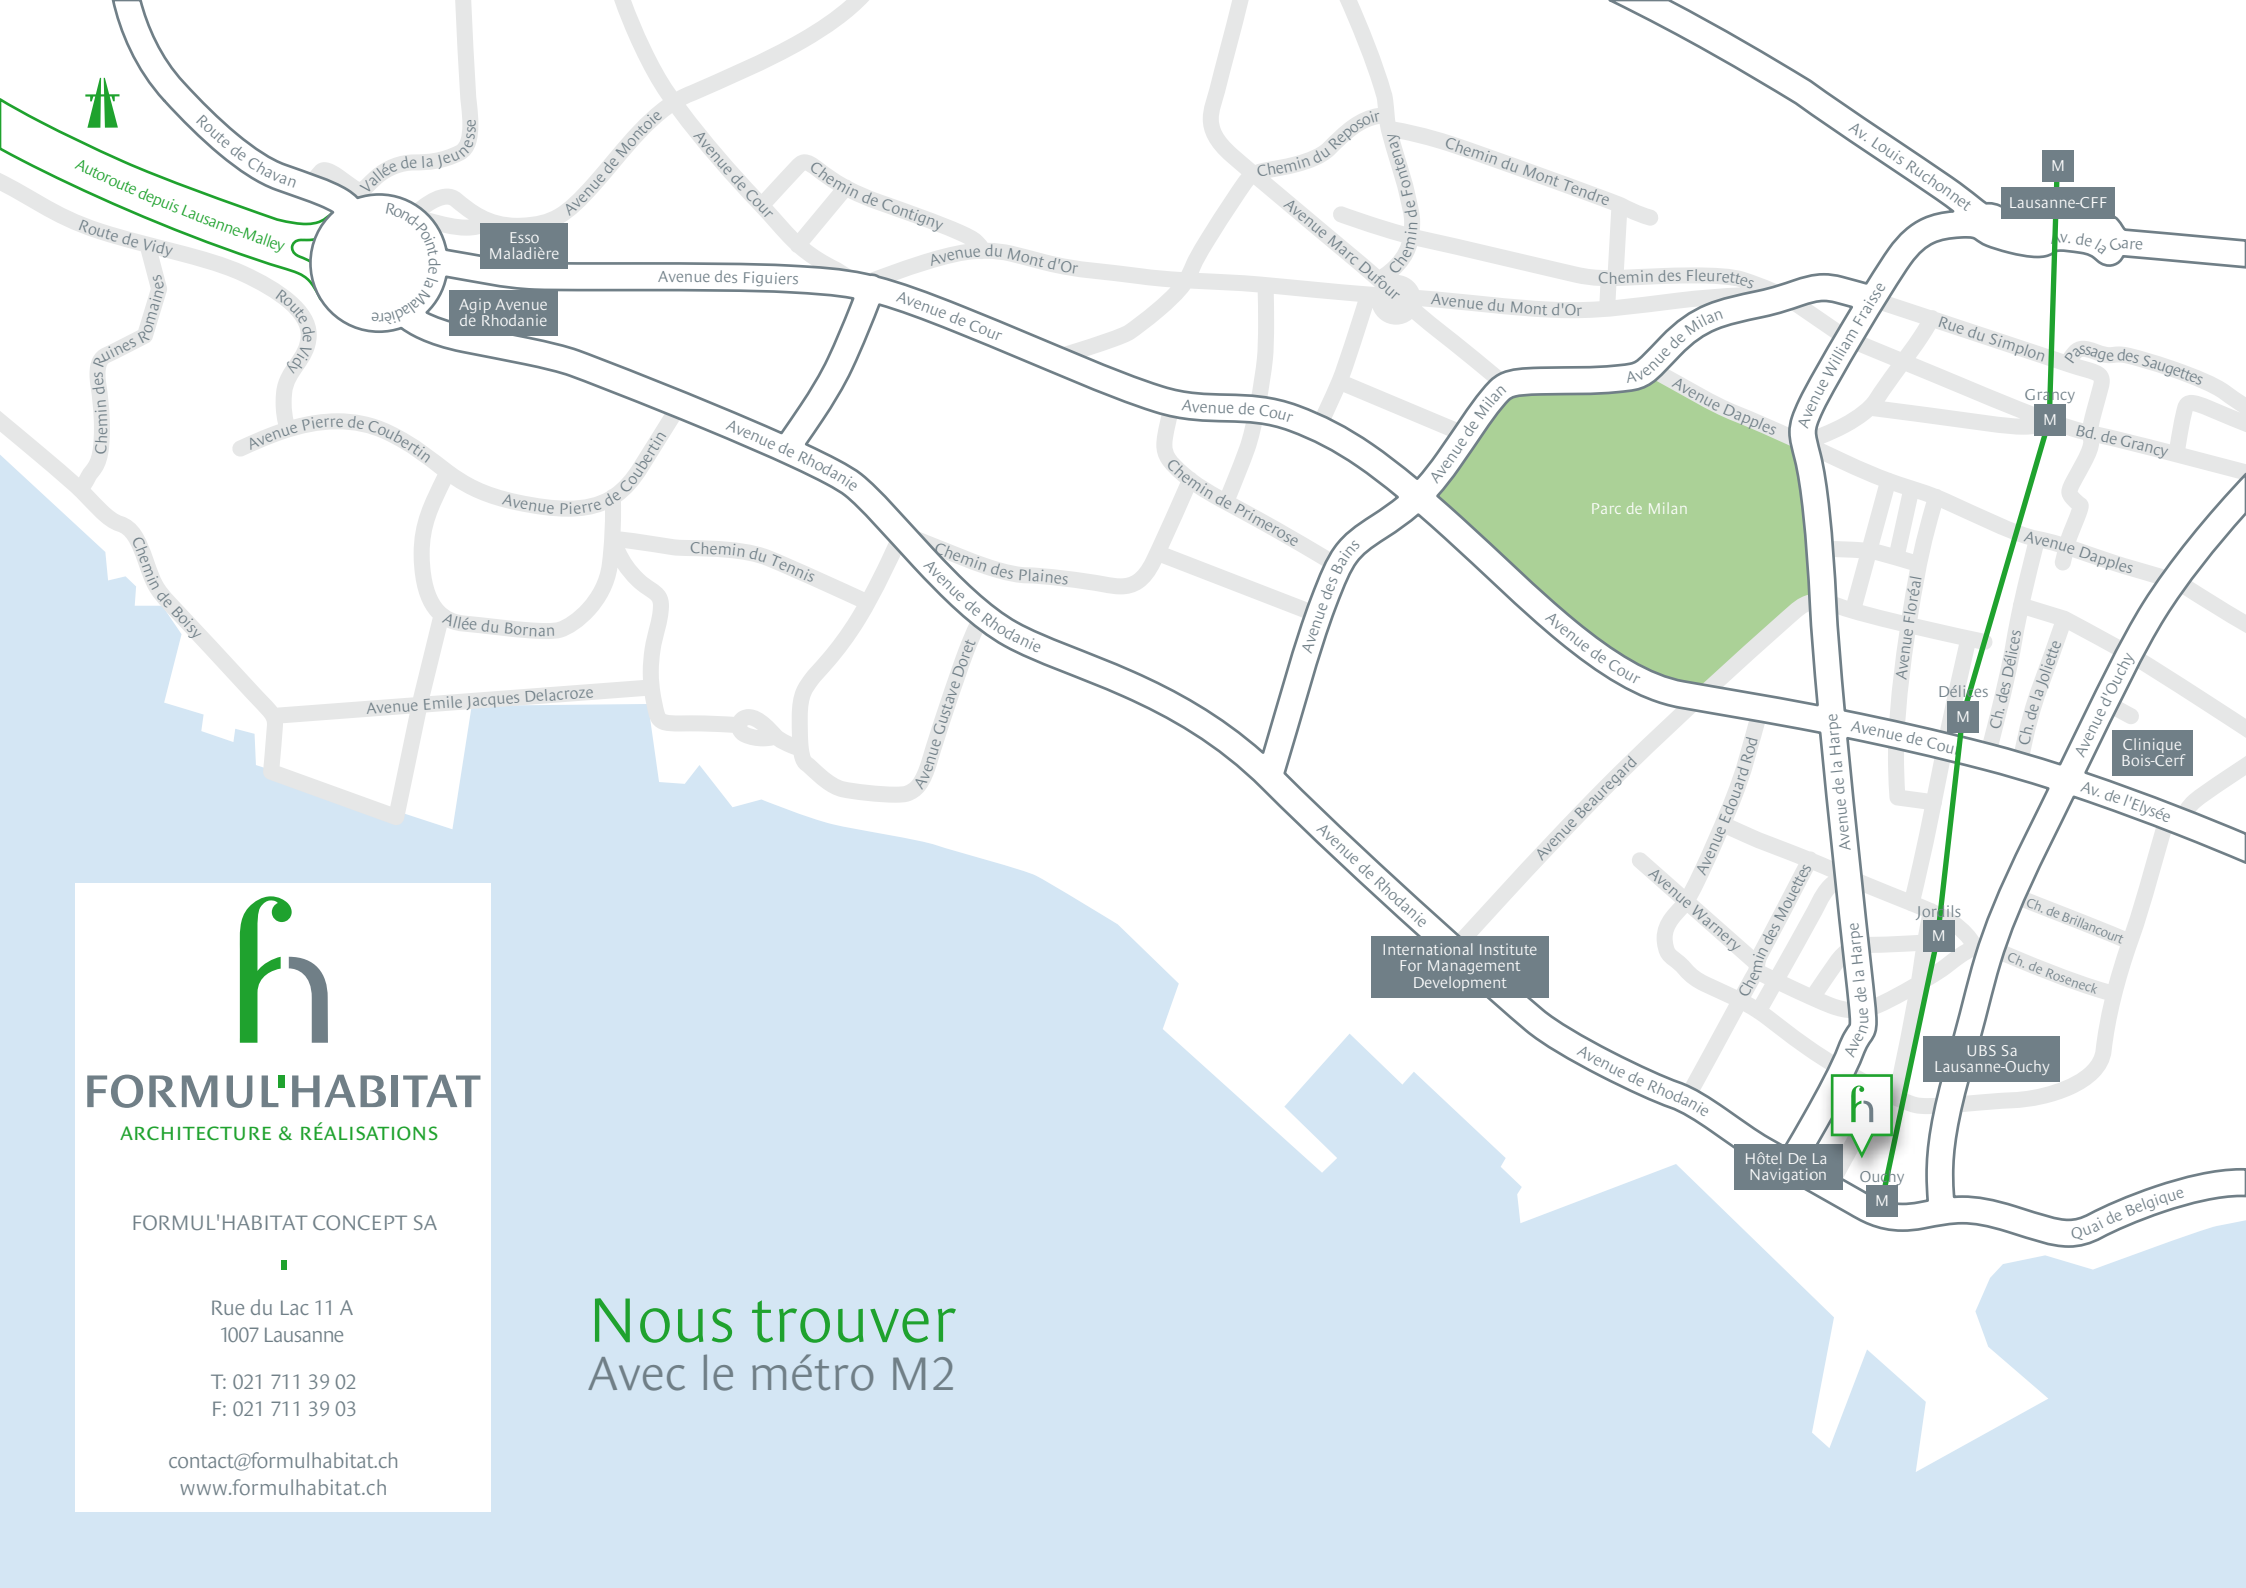 Route de Chavan
Autoroute depuis Lausanne-Malley
Route de Vidy
Route de Vidy
Vallée de la Jeunesse
Rond-Point de la Maladière
Esso
Maladière
Agip Avenue
de Rhodanie
Avenue de Montoie
Avenue de Cour
Chemin de Contigny
Avenue du Mont d'Or
Avenue des Figuiers
Avenue de Cour
Avenue de Cour
Chemin du Reposoir
Chemin de Fontenay
Chemin du Mont Tendre
Avenue Marc Dufour
Chemin des Fleurettes
Avenue du Mont d'Or
Avenue de Milan
Avenue de Milan
Avenue Dapples
Avenue William Fraisse
Av. Louis Ruchonnet
M
Lausanne-CFF
Av. de la Gare
Rue du Simplon
Passage des Saugettes
Grancy
M
Bd. de Grancy
Avenue Dapples
Parc de Milan
Chemin des Ruines Romaines
Avenue Pierre de Coubertin
Avenue Pierre de Coubertin
Avenue de Rhodanie
Chemin de Primerose
Chemin de Boisy
Chemin du Tennis
Chemin des Plaines
Avenue de Rhodanie
Allée du Bornan
Avenue des Bains
Avenue de Cour
Avenue Floréal
Ch. des Délices
Ch. de la Joliette
Avenue d'Ouchy
Délices
M
Avenue Emile Jacques Delacroze
Avenue Gustave Doret
Avenue de Cour
Clinique
Bois-Cerf
Av. de l'Elysée
Avenue de la Harpe
Avenue Edouard Rod
Avenue Beauregard
Avenue de Rhodanie
Avenue Warnery
Chemin des Mouettes
Jordils
M
Ch. de Brillancourt
Ch. de Roseneck
Avenue de la Harpe
International Institute
For Management
Development
Avenue de Rhodanie
UBS Sa
Lausanne-Ouchy
fh
Hôtel De La
Navigation
Ouchy
M
Quai de Belgique
fh
FORMUL'HABITAT
ARCHITECTURE & RÉALISATIONS
FORMUL'HABITAT CONCEPT SA
Rue du Lac 11 A
1007 Lausanne
T: 021 711 39 02
F: 021 711 39 03
contact@formulhabitat.ch
www.formulhabitat.ch
Nous trouver
Avec le métro M2